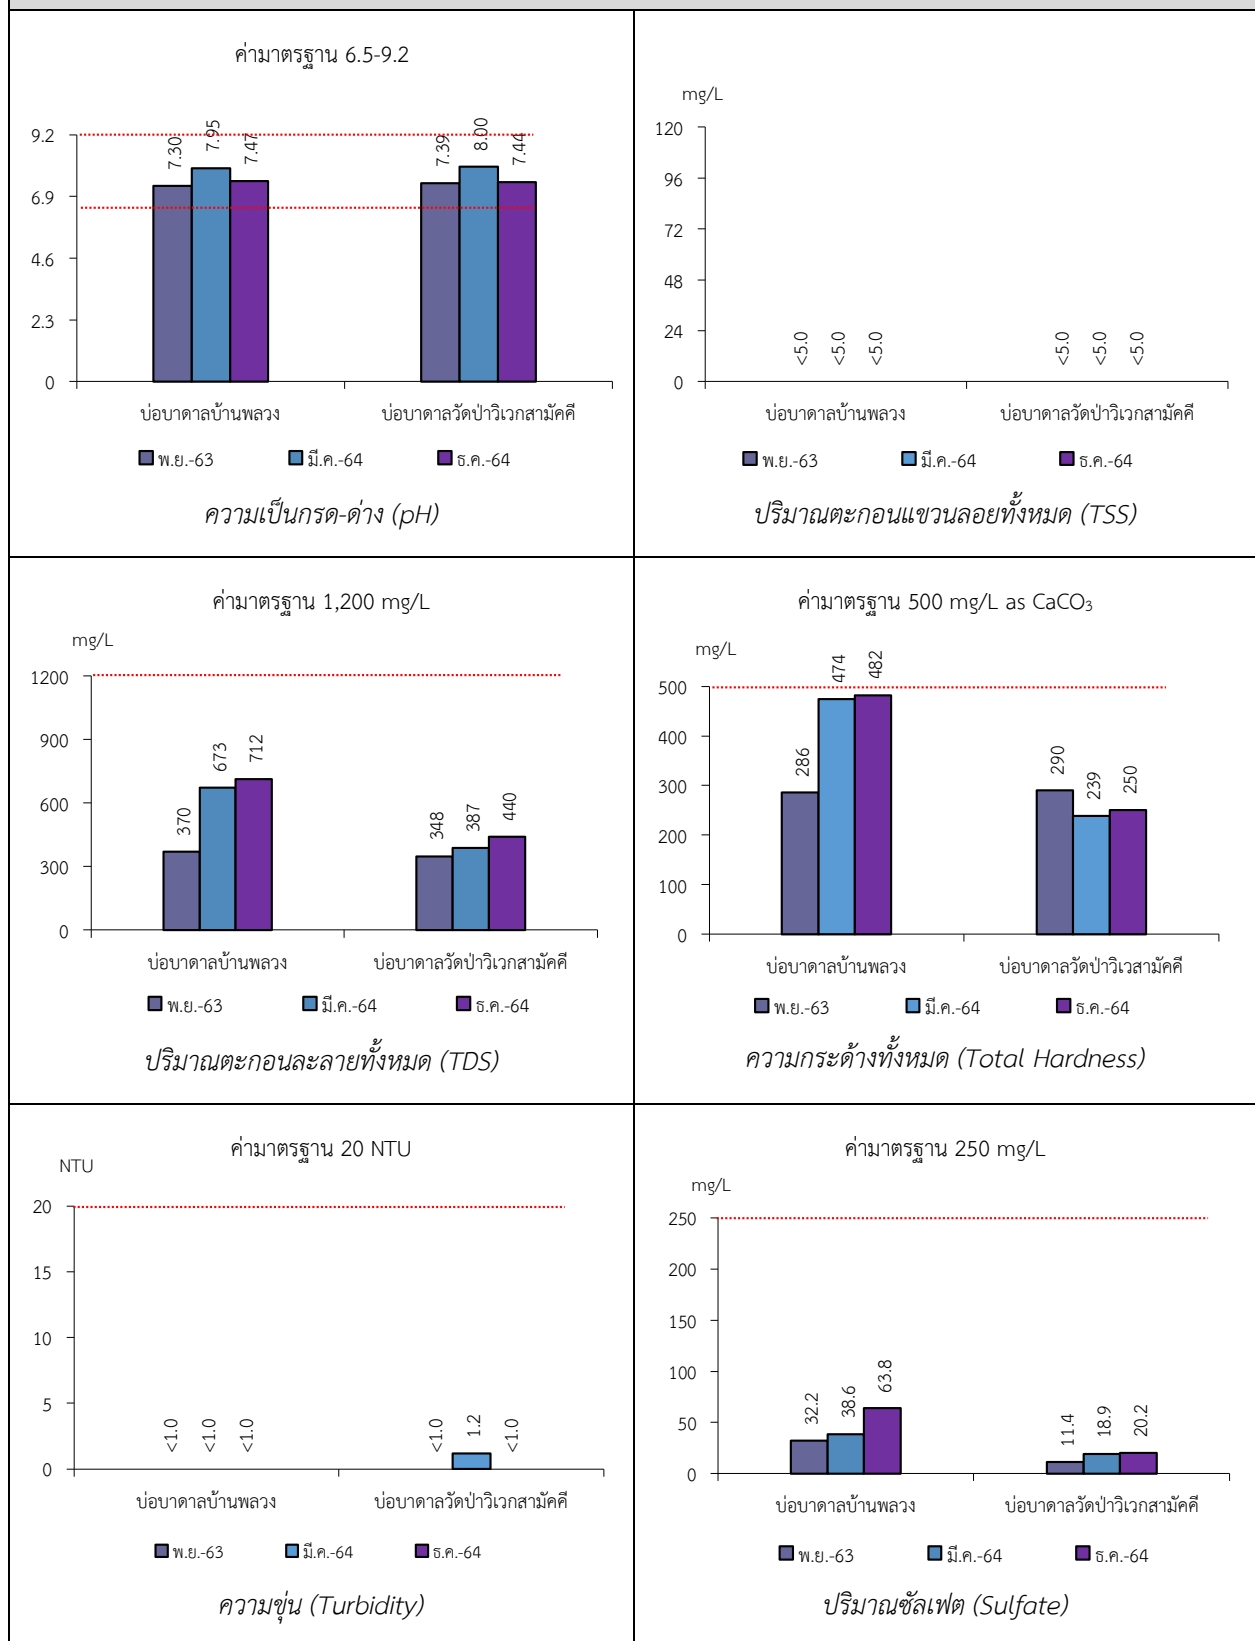 ค่ามาตรฐาน 6.5-9.2
9.2
6.9
4.6
2.3
0
7.30
7.95
7.47
7.39
8.00
7.44
บ่อบาดาลบ้านพลวง
บ่อบาดาลวัดป่าวิเวกสามัคคี
พ.ย.-63 มี.ค.-64 ธ.ค.-64
ความเป็นกรด-ด่าง (pH)
mg/L
120
96
72
48
24
0
<5.0
<5.0
<5.0
<5.0
<5.0
<5.0
บ่อบาดาลบ้านพลวง
บ่อบาดาลวัดป่าวิเวกสามัคคี
พ.ย.-63 มี.ค.-64 ธ.ค.-64
ปริมาณตะกอนแขวนลอยทั้งหมด (TSS)
ค่ามาตรฐาน 1,200 mg/L
mg/L
1200
900
600
300
0
370
673
712
348
387
440
บ่อบาดาลบ้านพลวง
บ่อบาดาลวัดป่าวิเวกสามัคคี
พ.ย.-63 มี.ค.-64 ธ.ค.-64
ปริมาณตะกอนละลายทั้งหมด (TDS)
ค่ามาตรฐาน 500 mg/L as CaCO₃
mg/L
500
400
300
200
100
0
286
474
482
290
239
250
บ่อบาดาลบ้านพลวง
บ่อบาดาลวัดป่าวิเวสามัคคี
พ.ย.-63 มี.ค.-64 ธ.ค.-64
ความกระด้างทั้งหมด (Total Hardness)
ค่ามาตรฐาน 20 NTU
NTU
20
15
10
5
0
<1.0
<1.0
<1.0
<1.0
1.2
<1.0
บ่อบาดาลบ้านพลวง
บ่อบาดาลวัดป่าวิเวกสามัคคี
พ.ย.-63 มี.ค.-64 ธ.ค.-64
ความขุ่น (Turbidity)
ค่ามาตรฐาน 250 mg/L
mg/L
250
200
150
100
50
0
32.2
38.6
63.8
11.4
18.9
20.2
บ่อบาดาลบ้านพลวง
บ่อบาดาลวัดป่าวิเวกสามัคคี
พ.ย.-63 มี.ค.-64 ธ.ค.-64
ปริมาณซัลเฟต (Sulfate)